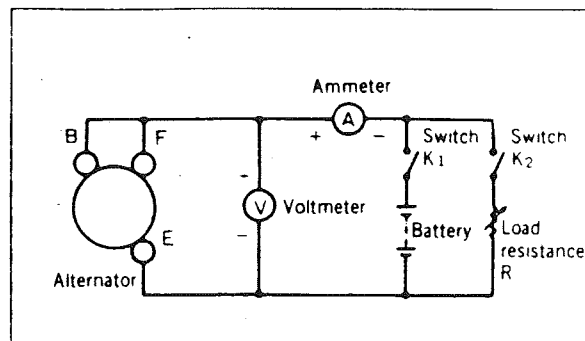 Ammeter
B
F
+
A
-
Switch
K1
Switch
K2
+
V
Voltmeter
-
Battery
Load
resistance
R
E
Alternator